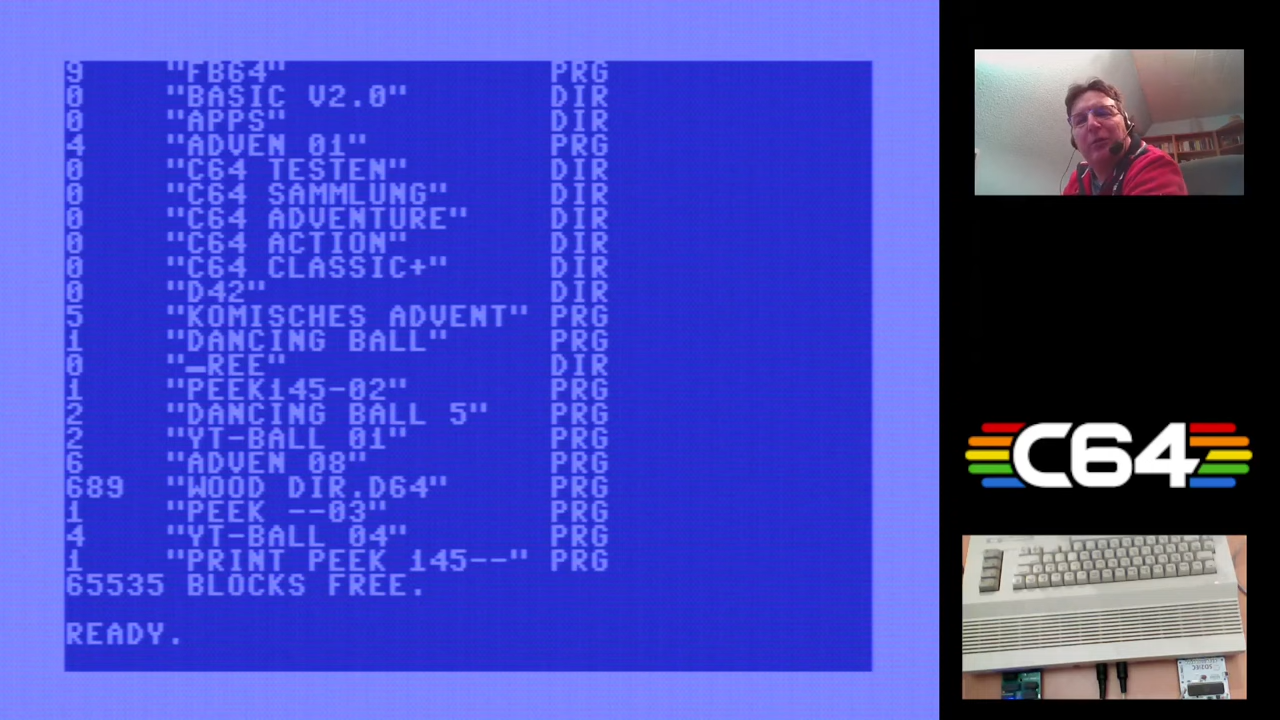 9    "FB64"             PRG
0    "BASIC V2.0"       DIR
0    "APPS"             DIR
4    "ADVEN 01"         PRG
0    "C64 TESTEN"       DIR
0    "C64 SAMMLUNG"     DIR
0    "C64 ADVENTURE"    DIR
0    "C64 ACTION"       DIR
0    "C64 CLASSIC+"     DIR
0    "D42"              DIR
5    "KOMISCHES ADVENT" PRG
1    "DANCING BALL"     PRG
0    "_REE"             DIR
1    "PEEK145-02"       PRG
2    "DANCING BALL 5"   PRG
2    "YT-BALL 01"       PRG
6    "ADVEN 08"         PRG
689  "WOOD DIR.D64"     PRG
1    "PEEK --03"        PRG
4    "YT-BALL 04"       PRG
1    "PRINT PEEK 145--" PRG
65535 BLOCKS FREE.
READY.
C64